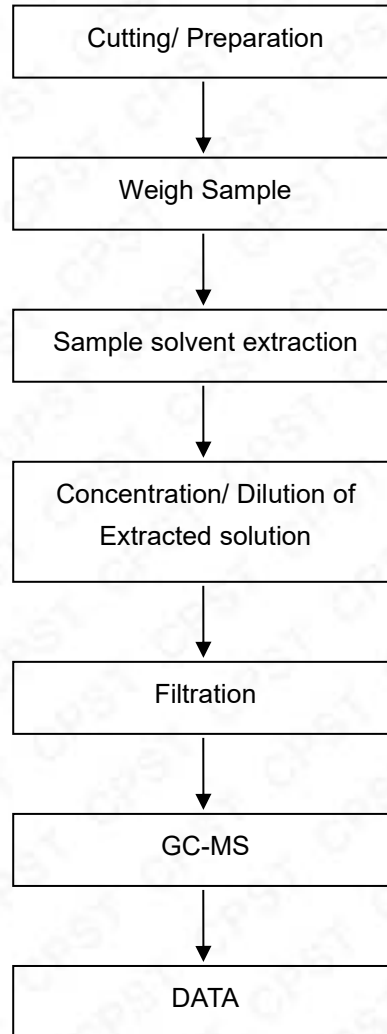 Cutting/ Preparation
Weigh Sample
Sample solvent extraction
Concentration/ Dilution of
Extracted solution
Filtration
GC-MS
DATA